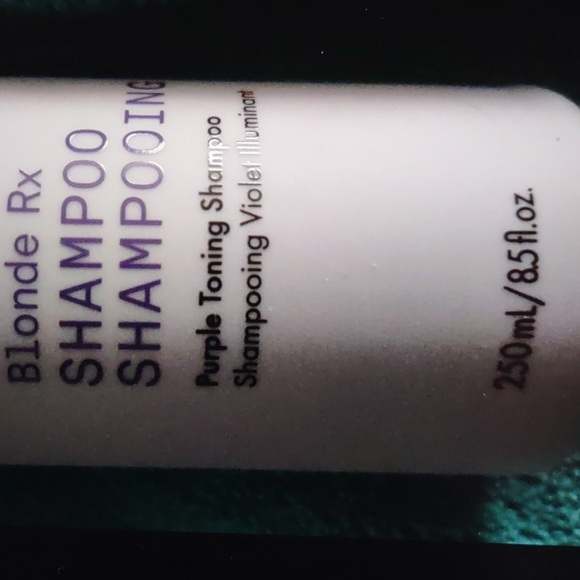 Blonde Rx
SHAMPOO
SHAMPOOING
Purple Toning Shampoo
Shampooing Violet Illuminant
250 mL/8.5 fl.oz.